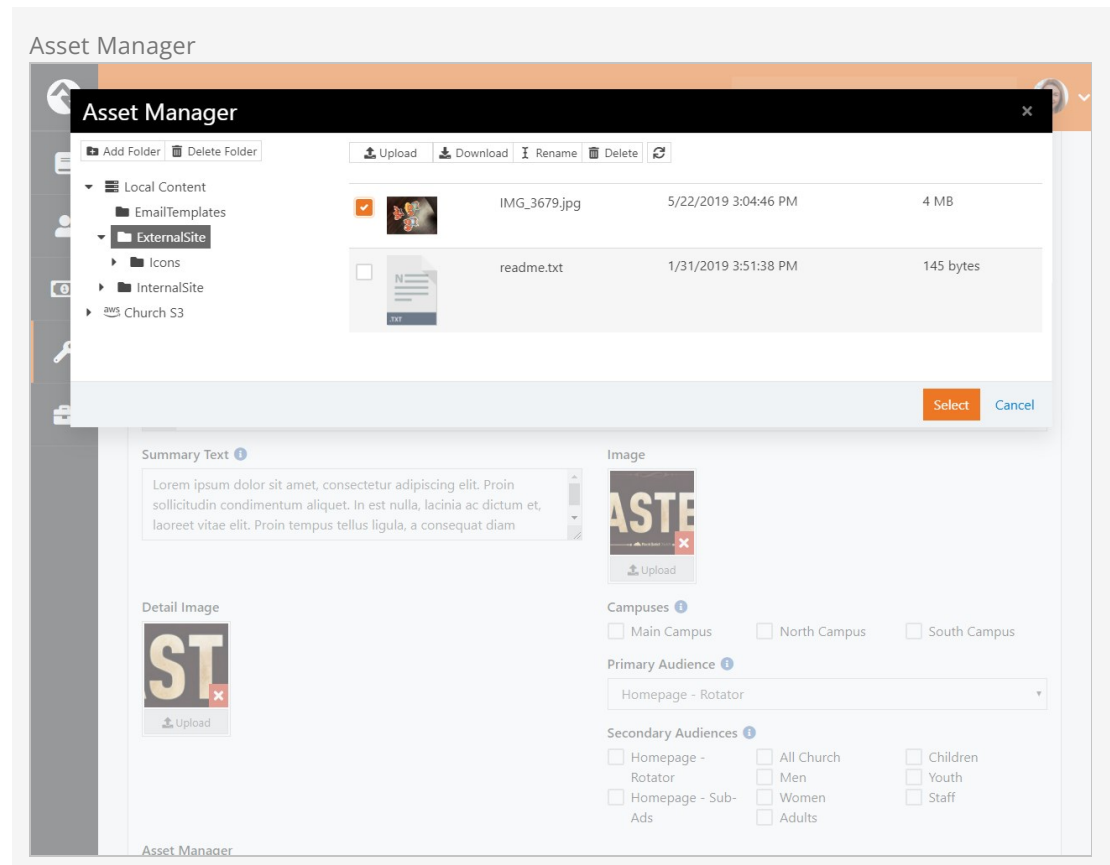 Asset Manager
Asset Manager ×
Add Folder Delete Folder
Upload Download Rename Delete
Local Content
EmailTemplates
ExternalSite
Icons
InternalSite
aws Church S3
IMG_3679.jpg 5/22/2019 3:04:46 PM 4 MB
N
.TXT
readme.txt 1/31/2019 3:51:38 PM 145 bytes
Select Cancel
Summary Text
Lorem ipsum dolor sit amet, consectetur adipiscing elit. Proin
sollicitudin condimentum aliquet. In est nulla, lacinia ac dictum et,
laoreet vitae elit. Proin tempus tellus ligula, a consequat diam
Image
ASTE
Upload
Detail Image
AST
Upload
Campuses
Main Campus North Campus South Campus
Primary Audience
Homepage - Rotator
Secondary Audiences
Homepage - Rotator
All Church
Children
Men
Youth
Homepage - Sub-Ads
Women
Staff
Adults
Asset Manager